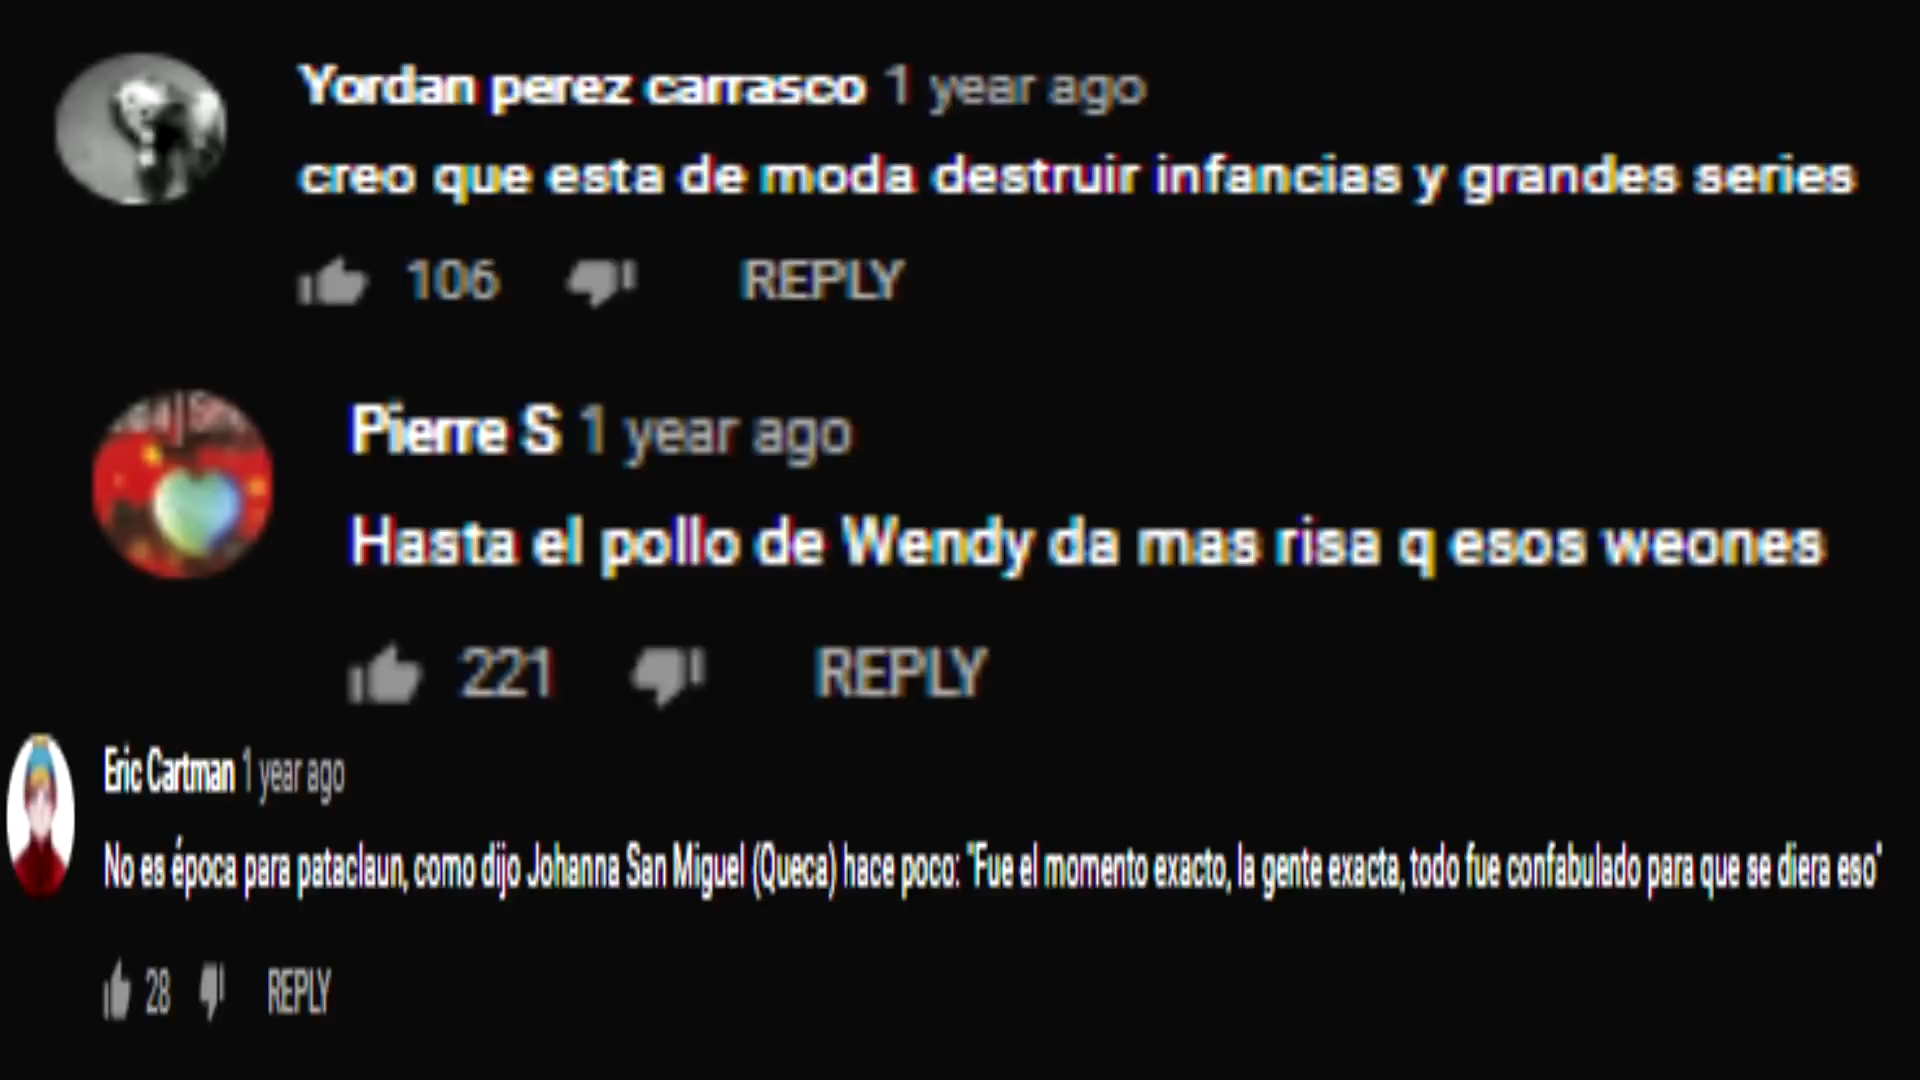 Yordan perez carrasco 1 year ago
creo que esta de moda destruir infancias y grandes series
106 REPLY
Pierre S 1 year ago
Hasta el pollo de Wendy da mas risa q esos weones
221 REPLY
Eric Cartman 1 year ago
No es época para pataclaun, como dijo Johanna San Miguel (Queca) hace poco: "Fue el momento exacto, la gente exacta, todo fue confabulado para que se diera eso"
28 REPLY